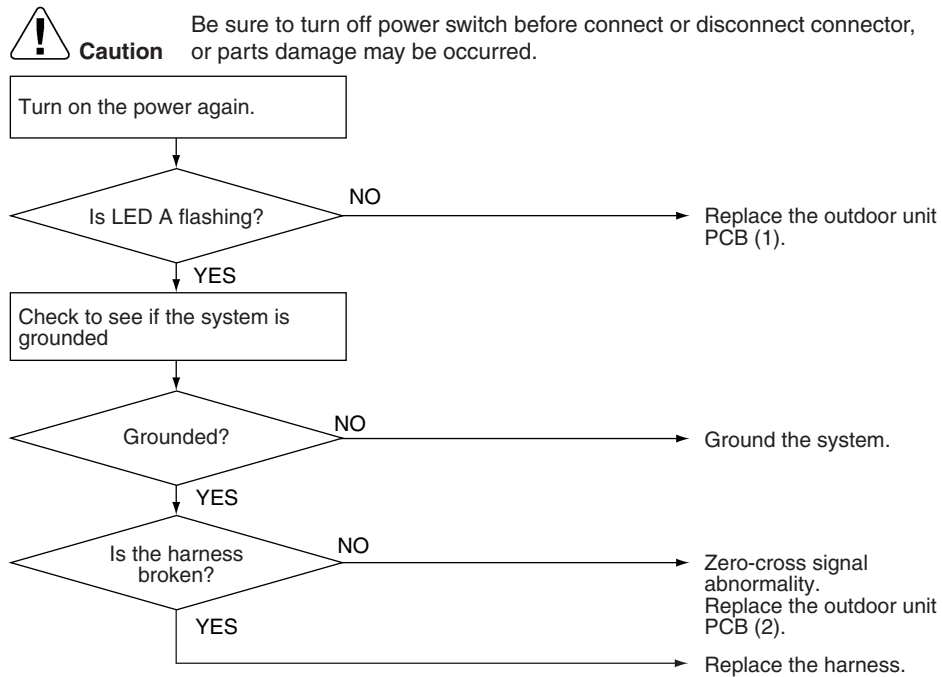 Be sure to turn off power switch before connect or disconnect connector,
Caution or parts damage may be occurred.
Turn on the power again.
Is LED A flashing?
NO
Replace the outdoor unit
PCB (1).
YES
Check to see if the system is
grounded
Grounded?
NO
Ground the system.
YES
Is the harness
broken?
NO
Zero-cross signal
abnormality.
Replace the outdoor unit
PCB (2).
YES
Replace the harness.